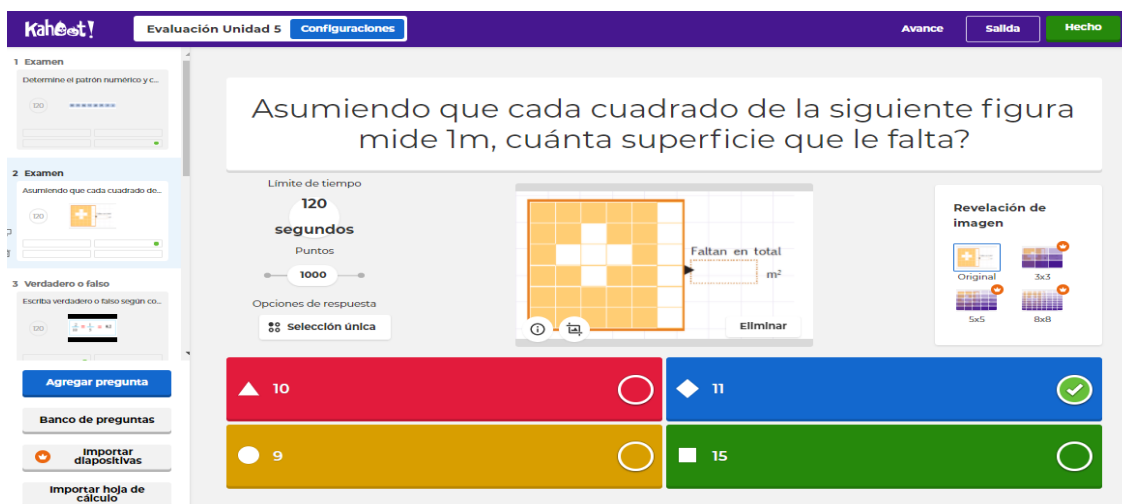 Kahoot!
Evaluación Unidad 5
Configuraciones
Avance
Salida
Hecho
1 Examen
Determine el patrón numérico y c...
120
2 Examen
Asumiendo que cada cuadrado de...
120
3 Verdadero o falso
Escriba verdadero o falso según co...
120
Agregar pregunta
Banco de preguntas
Importar
diapositivas
Importar hoja de
cálculo
Asumiendo que cada cuadrado de la siguiente figura
mide 1m, cuánta superficie que le falta?
Límite de tiempo
120
segundos
Puntos
1000
Opciones de respuesta
Selección única
Faltan en total
m²
Eliminar
Revelación de
imagen
Original
3x3
5x5
8x8
10
11
9
15